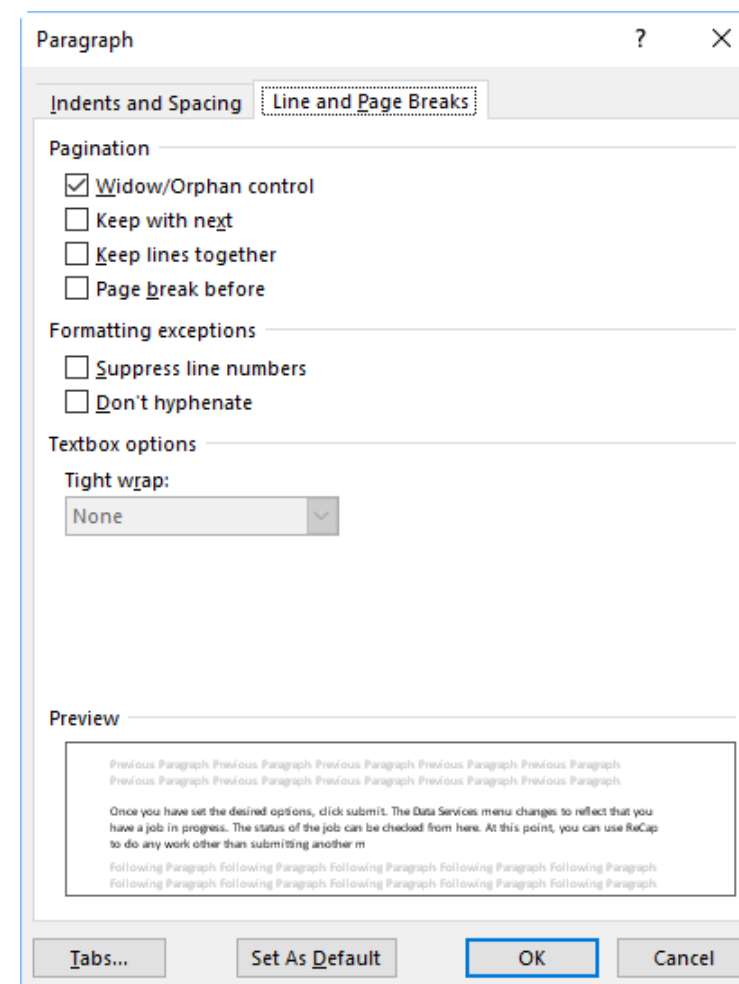 Paragraph ?
Indents and Spacing Line and Page Breaks
Pagination
Widow/Orphan control
Keep with next
Keep lines together
Page break before
Formatting exceptions
Suppress line numbers
Don't hyphenate
Textbox options
Tight wrap:
None
Preview
Previous Paragraph Previous Paragraph Previous Paragraph Previous Paragraph Previous Paragraph
Previous Paragraph Previous Paragraph Previous Paragraph Previous Paragraph Previous Paragraph
Once you have set the desired options, click submit. The Data Services menu changes to reflect that you
have a job in progress. The status of the job can be checked from here. At this point, you can use ReCap
to do any work other than submitting another m
Following Paragraph Following Paragraph Following Paragraph Following Paragraph Following Paragraph
Following Paragraph Following Paragraph Following Paragraph Following Paragraph Following Paragraph
Tabs... Set As Default OK Cancel